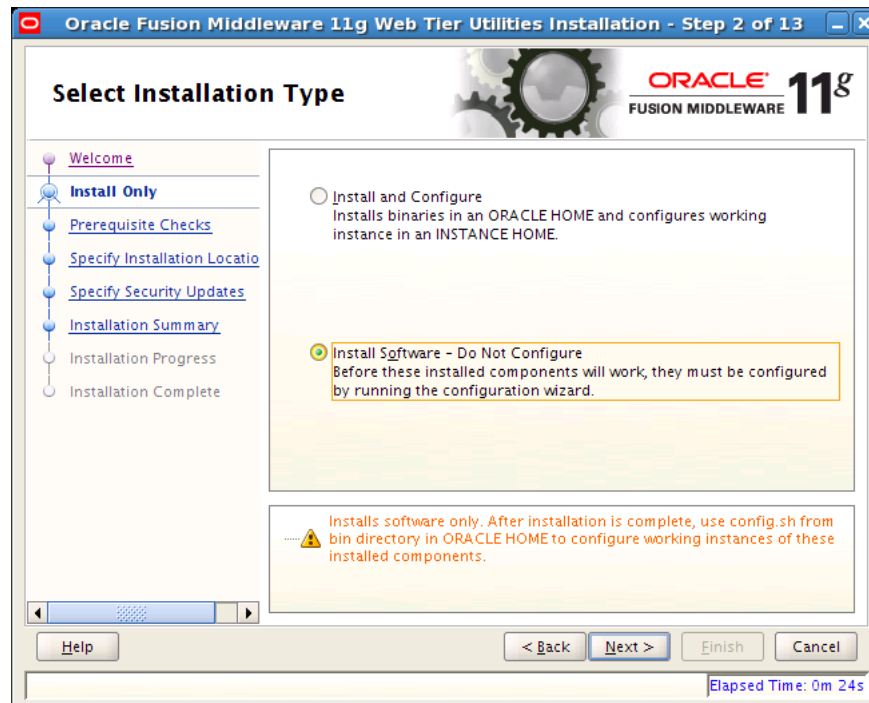 Oracle Fusion Middleware 11g Web Tier Utilities Installation - Step 2 of 13
Select Installation Type
ORACLE
FUSION MIDDLEWARE
11g
Welcome
Install Only
Prerequisite Checks
Specify Installation Locatio
Specify Security Updates
Installation Summary
Installation Progress
Installation Complete
Install and Configure
Installs binaries in an ORACLE HOME and configures working
instance in an INSTANCE HOME.
Install Software - Do Not Configure
Before these installed components will work, they must be configured
by running the configuration wizard.
Installs software only. After installation is complete, use config.sh from
bin directory in ORACLE HOME to configure working instances of these
installed components.
Help
< Back
Next >
Finish
Cancel
Elapsed Time: 0m 24s